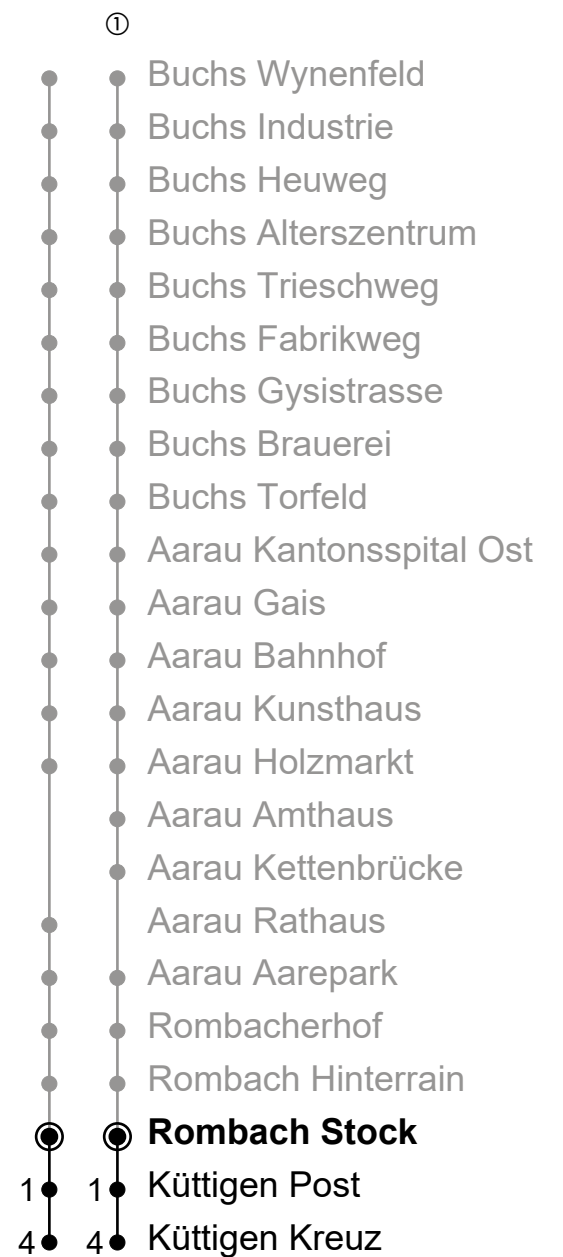 ①
Buchs Wynenfeld
Buchs Industrie
Buchs Heuweg
Buchs Alterszentrum
Buchs Trieschweg
Buchs Fabrikweg
Buchs Gysistrasse
Buchs Brauerei
Buchs Torfeld
Aarau Kantonsspital Ost
Aarau Gais
Aarau Bahnhof
Aarau Kunsthaus
Aarau Holzmarkt
Aarau Amthaus
Aarau Kettenbrücke
Aarau Rathaus
Aarau Aarepark
Rombacherhof
Rombach Hinterrain
Rombach Stock
1 1 Küttigen Post
4 4 Küttigen Kreuz